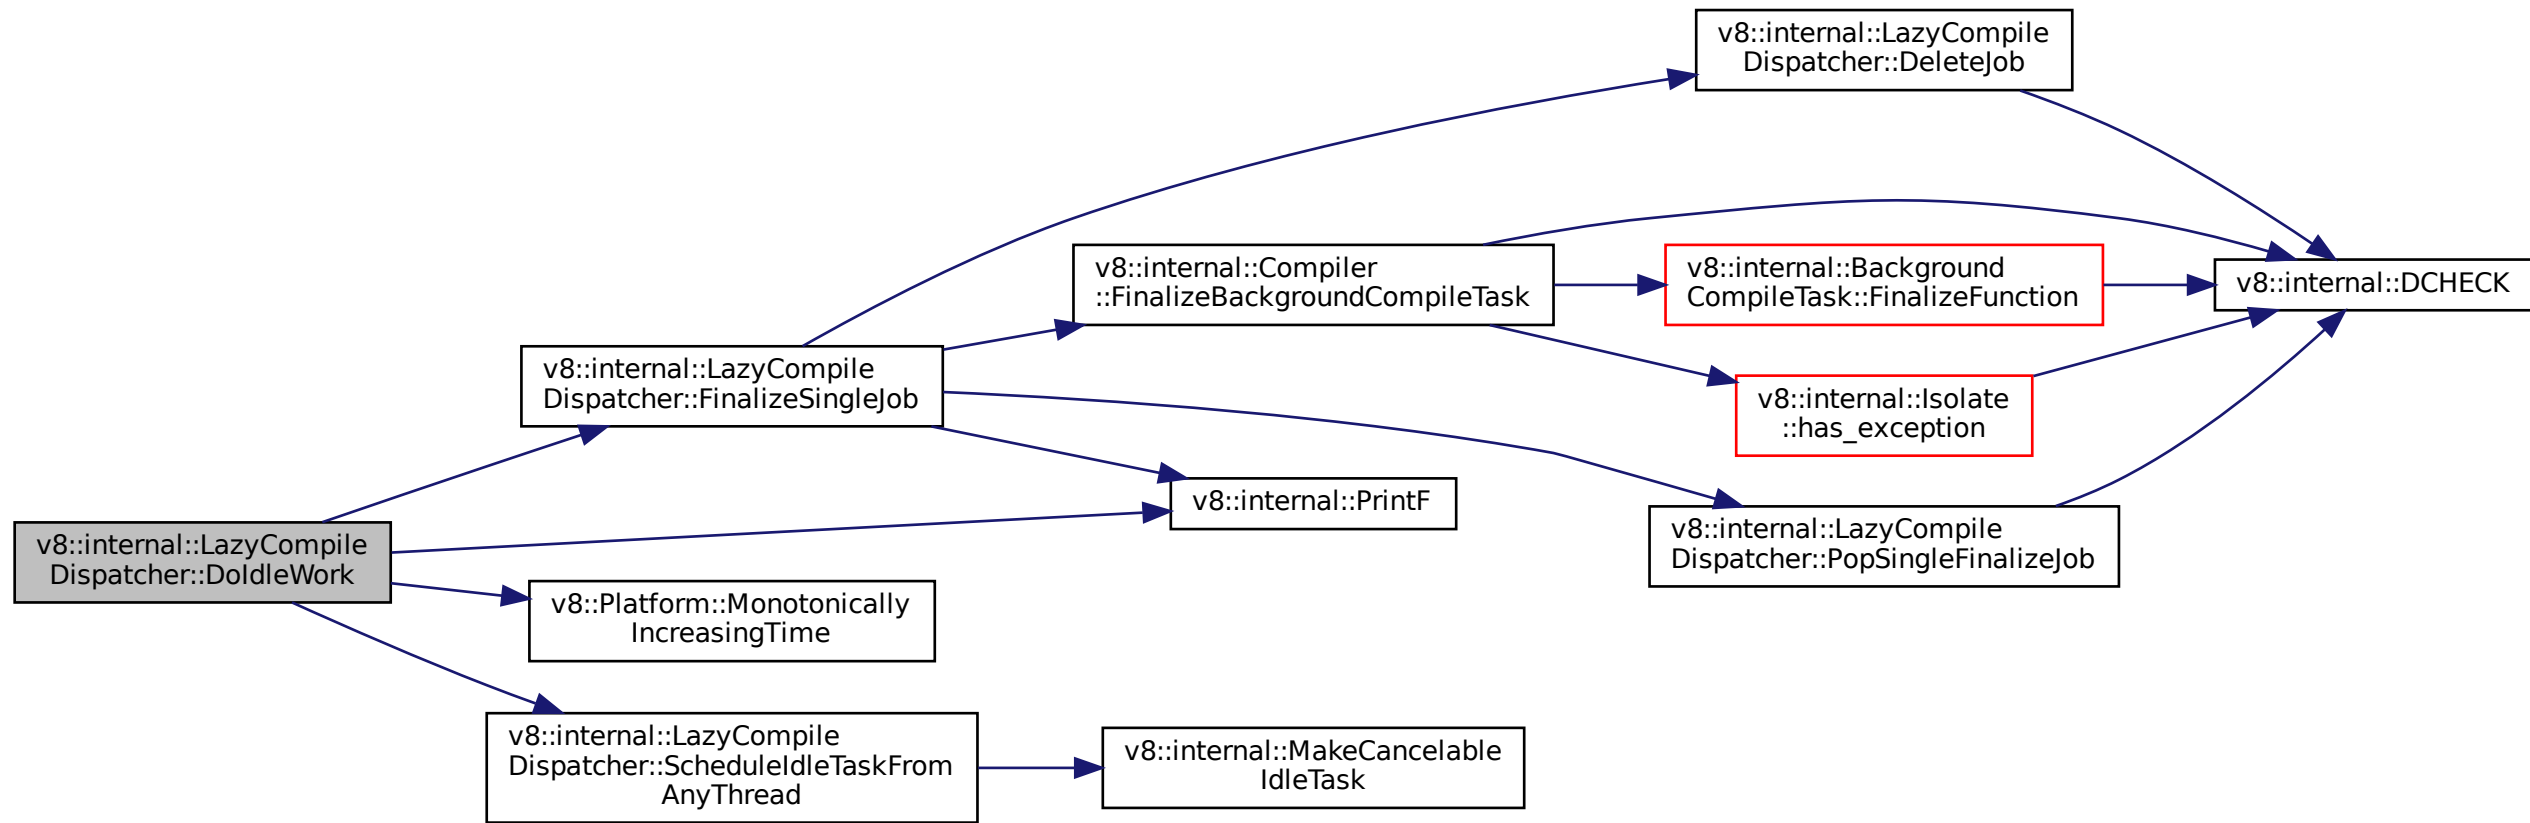 v8::internal::LazyCompile
Dispatcher::DoIdleWork
v8::internal::LazyCompile
Dispatcher::FinalizeSingleJob
v8::internal::LazyCompile
Dispatcher::DeleteJob
v8::internal::DCHECK
v8::internal::Compiler
::FinalizeBackgroundCompileTask
v8::internal::Background
CompileTask::FinalizeFunction
v8::internal::Isolate
::has_exception
v8::internal::LazyCompile
Dispatcher::PopSingleFinalizeJob
v8::internal::PrintF
v8::Platform::Monotonically
IncreasingTime
v8::internal::LazyCompile
Dispatcher::ScheduleIdleTaskFrom
AnyThread
v8::internal::MakeCancelable
IdleTask